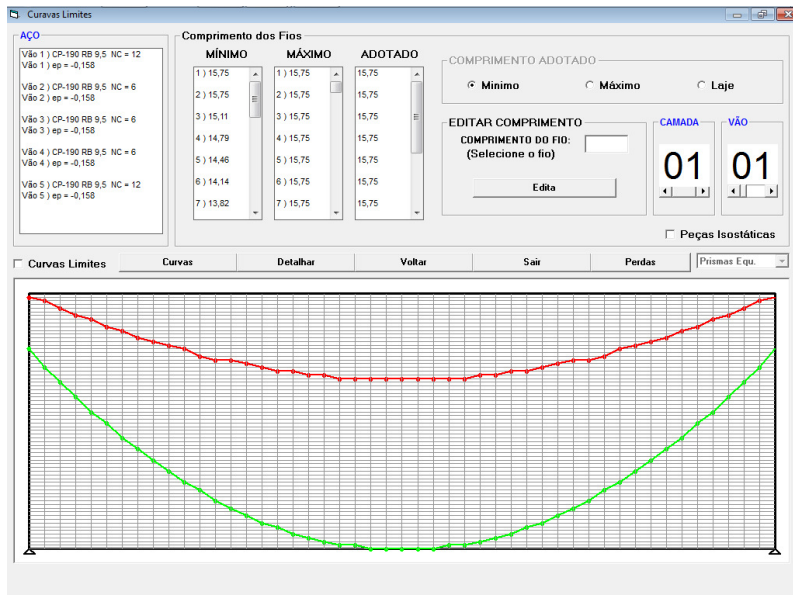 Curavas Limites
AÇO
Vão 1 ) CP-190 RB 9,5 NC = 12
Vão 1 ) ep = -0,158
Vão 2 ) CP-190 RB 9,5 NC = 6
Vão 2 ) ep = -0,158
Vão 3 ) CP-190 RB 9,5 NC = 6
Vão 3 ) ep = -0,158
Vão 4 ) CP-190 RB 9,5 NC = 6
Vão 4 ) ep = -0,158
Vão 5 ) CP-190 RB 9,5 NC = 12
Vão 5 ) ep = -0,158
Comprimento dos Fios
MÍNIMO MÁXIMO ADOTADO
1 ) 15,75 1 ) 15,75 15,75
2 ) 15,75 2 ) 15,75 15,75
3 ) 15,11 3 ) 15,75 15,75
4 ) 14,79 4 ) 15,75 15,75
5 ) 14,46 5 ) 15,75 15,75
6 ) 14,14 6 ) 15,75 15,75
7 ) 13,82 7 ) 15,75 15,75
COMPRIMENTO ADOTADO
Minimo Máximo Laje
EDITAR COMPRIMENTO
COMPRIMENTO DO FIO:
(Selecione o fio)
Edita
CAMADA
01
VÃO
01
Peças Isostáticas
Curvas Limites Curvas Detalhar Voltar Sair Perdas Prismas Equ.